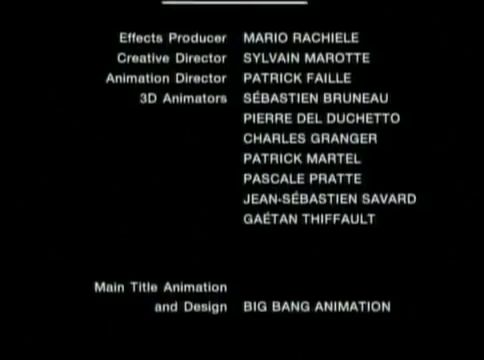 Effects Producer MARIO RACHIELE
Creative Director SYLVAIN MAROTTE
Animation Director PATRICK FAILLE
3D Animators SÉBASTIEN BRUNEAU
PIERRE DEL DUCHETTO
CHARLES GRANGER
PATRICK MARTEL
PASCALE PRATTE
JEAN-SÉBASTIEN SAVARD
GAÉTAN THIFFAULT
Main Title Animation
and Design BIG BANG ANIMATION